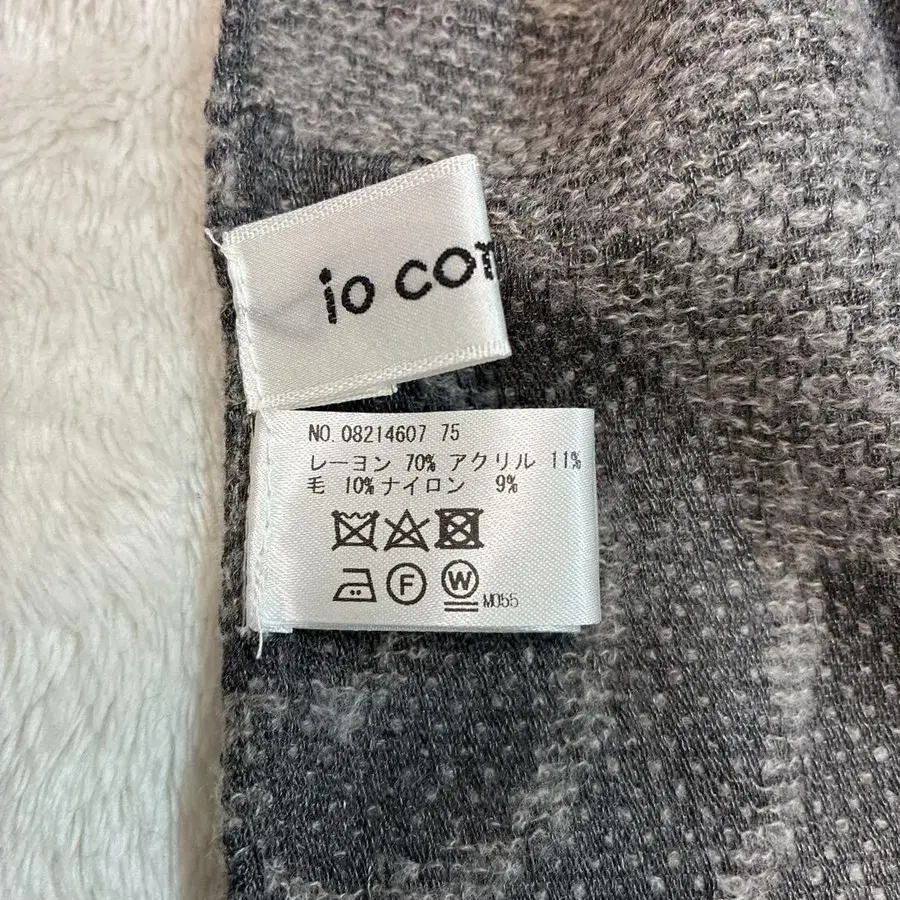 io com
NO. 08214607 75
レーヨン 70% アクリル 11%
毛 10% ナイロン 9%
F W M055